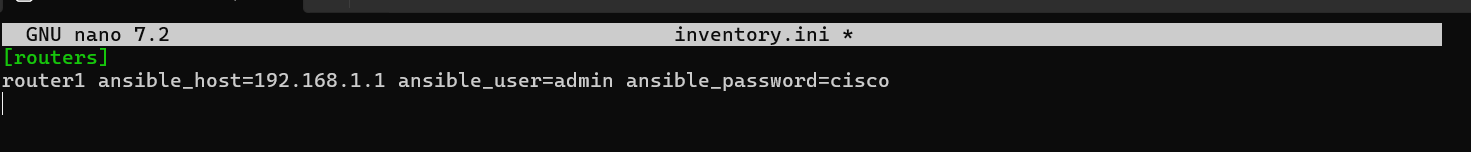 GNU nano 7.2 inventory.ini *
[routers]
router1 ansible_host=192.168.1.1 ansible_user=admin ansible_password=cisco